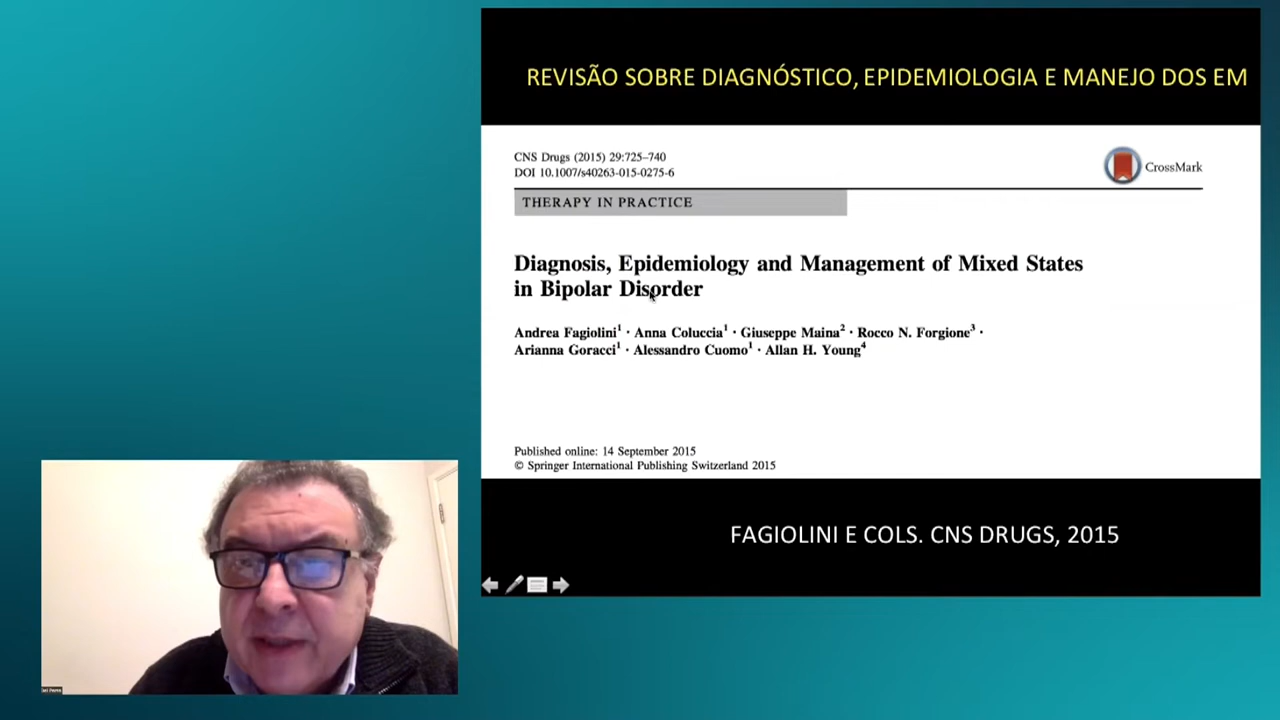 REVISÃO SOBRE DIAGNÓSTICO, EPIDEMIOLOGIA E MANEJO DOS EM
CNS Drugs (2015) 29:725–740
DOI 10.1007/s40263-015-0275-6
CrossMark
THERAPY IN PRACTICE
Diagnosis, Epidemiology and Management of Mixed States
in Bipolar Disorder
Andrea Fagiolini1 · Anna Coluccia1 · Giuseppe Maina2 · Rocco N. Forgione3 ·
Arianna Goracci1 · Alessandro Cuomo1 · Allan H. Young4
Published online: 14 September 2015
© Springer International Publishing Switzerland 2015
FAGIOLINI E COLS. CNS DRUGS, 2015